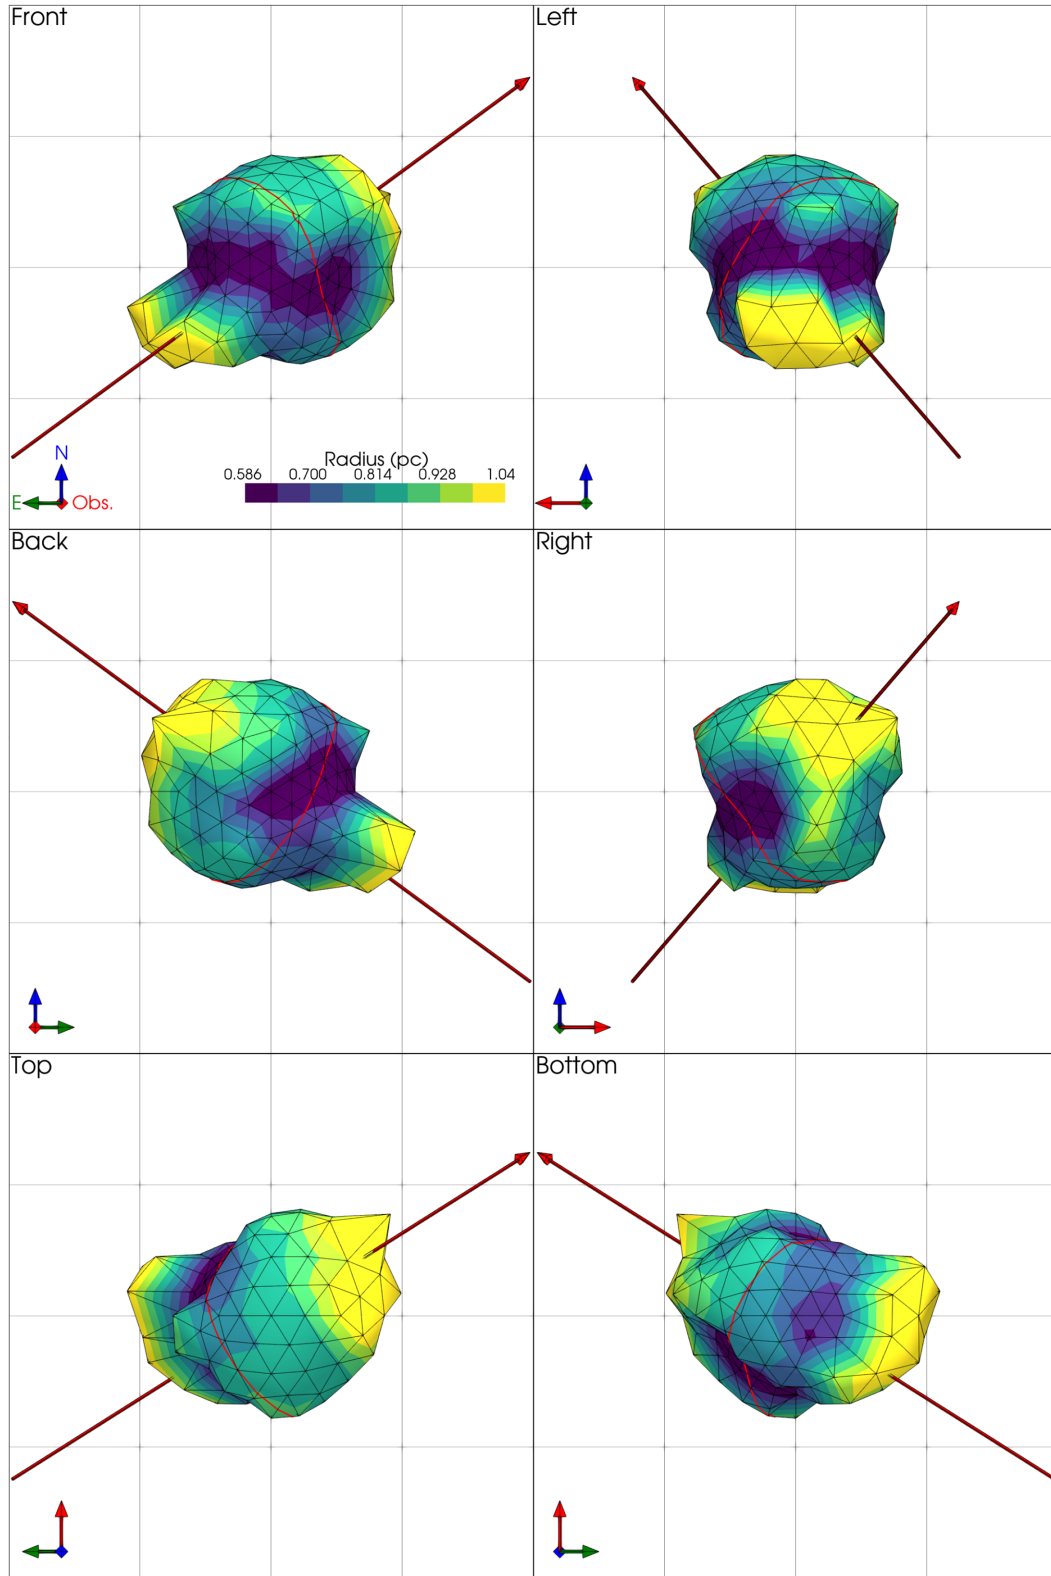 Front
Left
N
E
Obs.
Radius (pc)
0.586 0.700 0.814 0.928 1.04
Back
Right
Top
Bottom